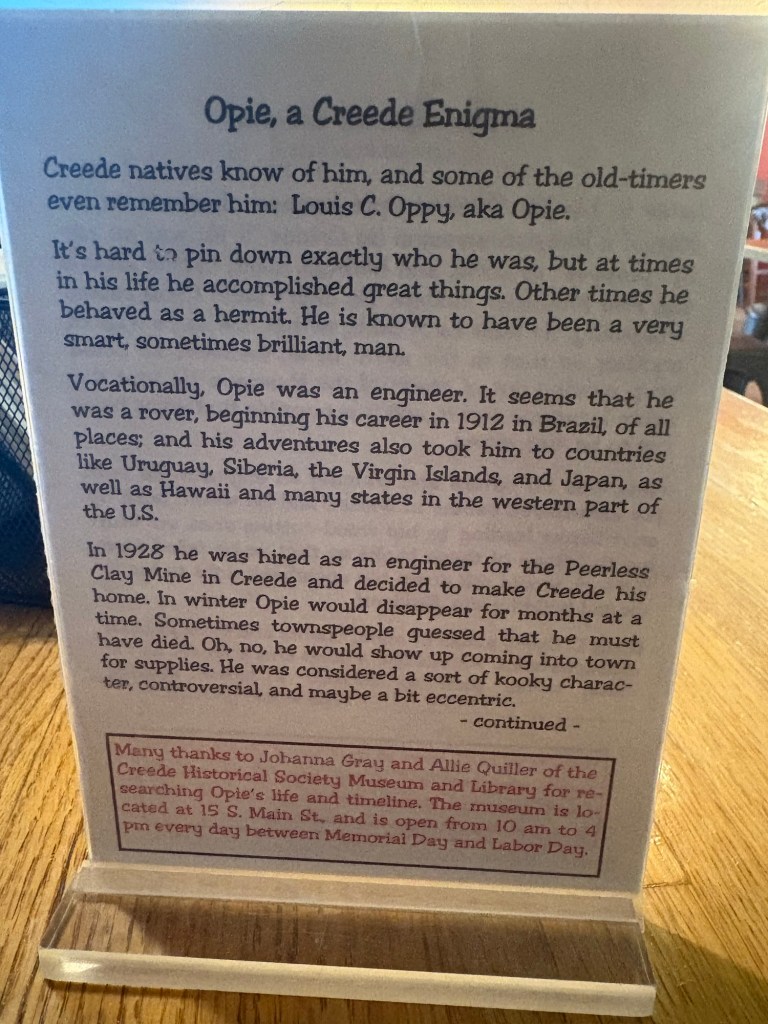 Opie, a Creede Enigma
Creede natives know of him, and some of the old-timers
even remember him: Louis C. Oppy, aka Opie.
It's hard to pin down exactly who he was, but at times
in his life he accomplished great things. Other times he
behaved as a hermit. He is known to have been a very
smart, sometimes brilliant, man.
Vocationally, Opie was an engineer. It seems that he
was a rover, beginning his career in 1912 in Brazil, of all
places; and his adventures also took him to countries
like Uruguay, Siberia, the Virgin Islands, and Japan, as
well as Hawaii and many states in the western part of
the U.S.
In 1928 he was hired as an engineer for the Peerless
Clay Mine in Creede and decided to make Creede his
home. In winter Opie would disappear for months at a
time. Sometimes townspeople guessed that he must
have died. Oh, no, he would show up coming into town
for supplies. He was considered a sort of kooky charac-
ter, controversial, and maybe a bit eccentric.
- continued -
Many thanks to Johanna Gray and Allie Quiller of the
Creede Historical Society Museum and Library for re-
searching Opie's life and timeline. The museum is lo-
cated at 15 S. Main St., and is open from 10 am to 4
pm every day between Memorial Day and Labor Day.